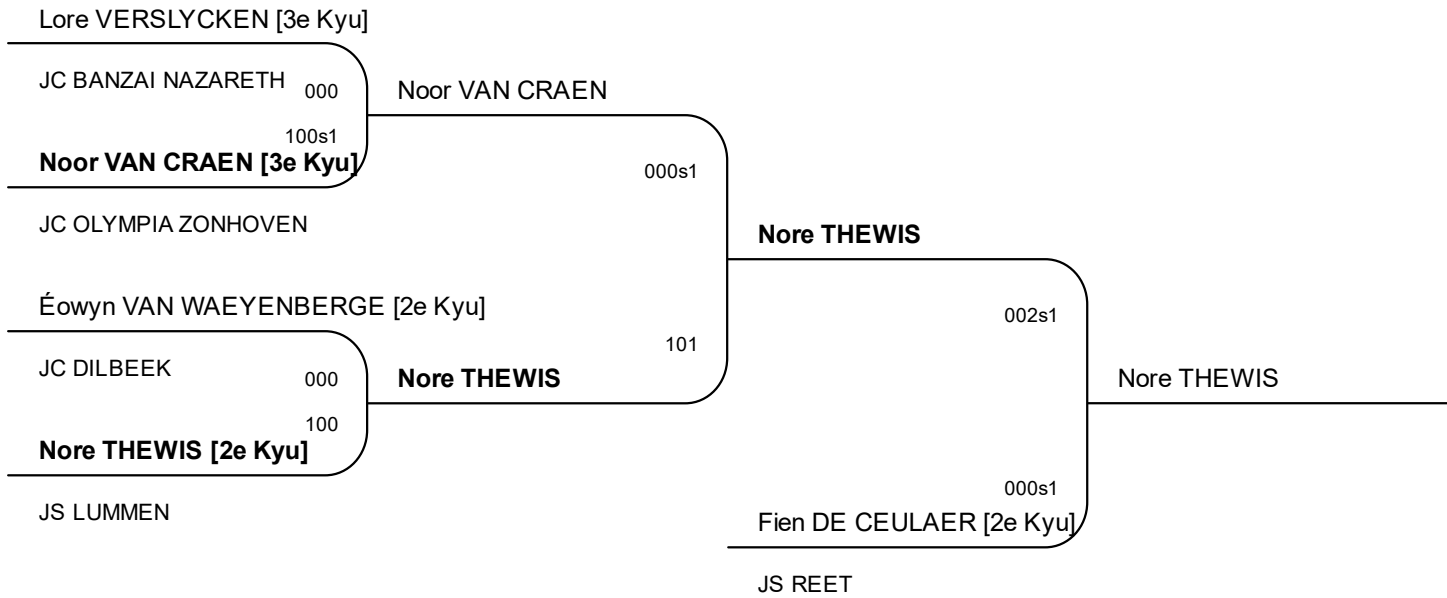 Lore VERSLYCKEN [3e Kyu]
JC BANZAI NAZARETH
000
100s1
Noor VAN CRAEN [3e Kyu]
JC OLYMPIA ZONHOVEN
Éowyn VAN WAEYENBERGE [2e Kyu]
JC DILBEEK
000
100
Nore THEWIS [2e Kyu]
JS LUMMEN
Noor VAN CRAEN
000s1
101
Nore THEWIS
Nore THEWIS
002s1
000s1
Fien DE CEULAER [2e Kyu]
JS REET
Nore THEWIS